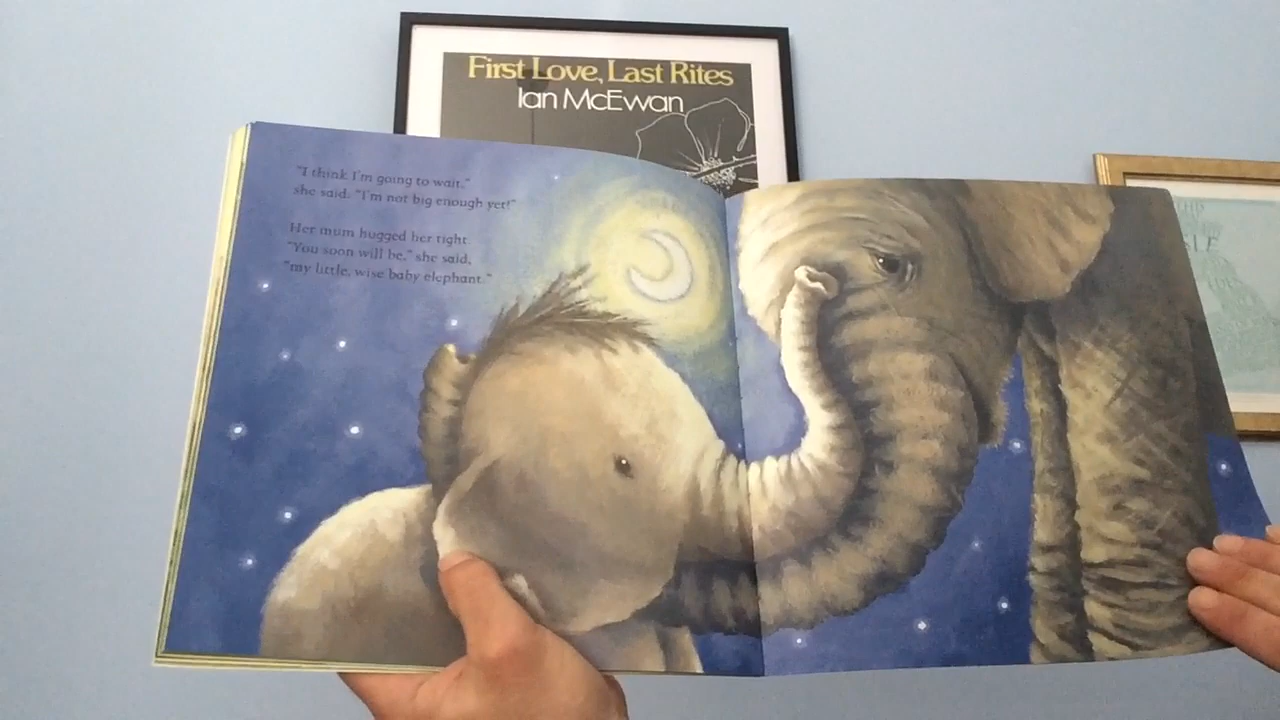 First Love, Last Rites
Ian McEwan
"I think I'm going to wait,"
she said. "I'm not big enough yet!"
Her mum hugged her tight.
"You soon will be," she said,
"my little, wise baby elephant."